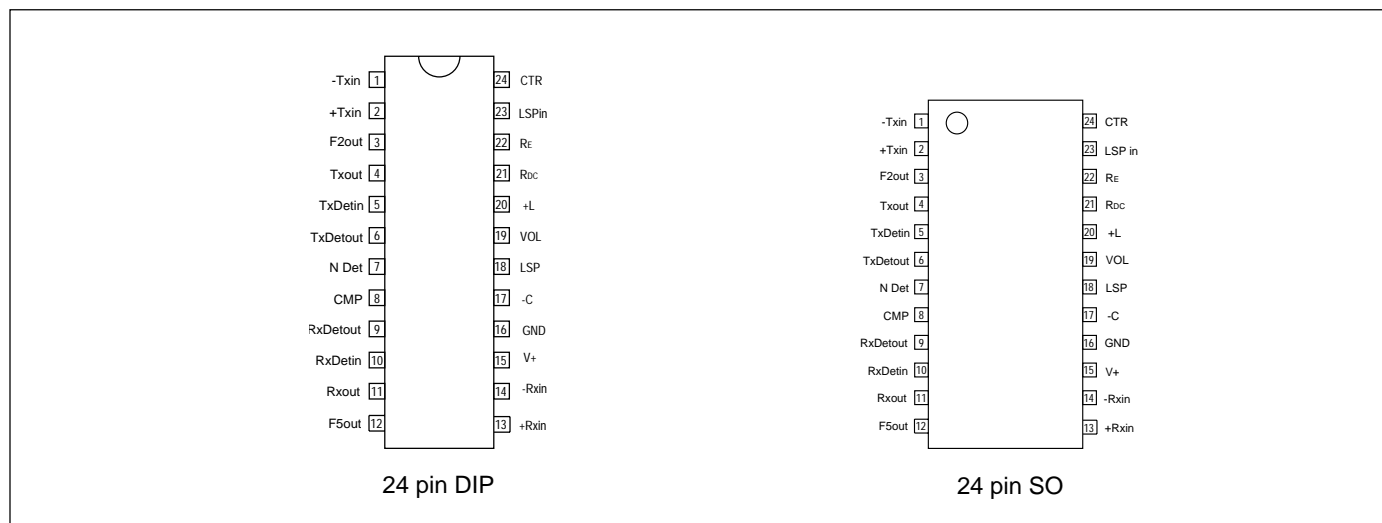 -Txin 1 24 CTR
+Txin 2 23 LSPin
F2out 3 22 RE
Txout 4 21 RDC
TxDetin 5 20 +L
TxDetout 6 19 VOL
N Det 7 18 LSP
CMP 8 17 -C
RxDetout 9 16 GND
RxDetin 10 15 V+
Rxout 11 14 -Rxin
F5out 12 13 +Rxin
24 pin DIP
-Txin 1 24 CTR
+Txin 2 23 LSP in
F2out 3 22 RE
Txout 4 21 RDC
TxDetin 5 20 +L
TxDetout 6 19 VOL
N Det 7 18 LSP
CMP 8 17 -C
RxDetout 9 16 GND
RxDetin 10 15 V+
Rxout 11 14 -Rxin
F5out 12 13 +Rxin
24 pin SO